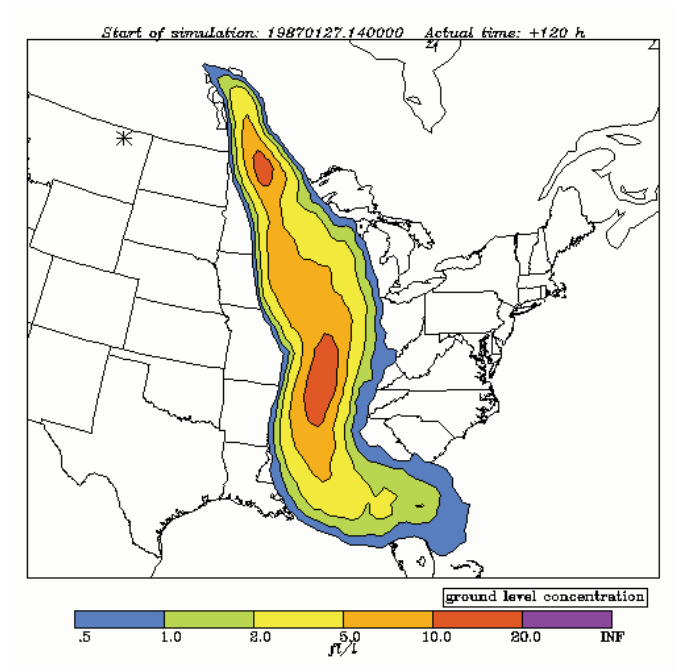 Start of simulation: 19870127.140000 Actual time: +120 h
ground level concentration
.5 1.0 2.0 5.0 10.0 20.0 INF
fl/l